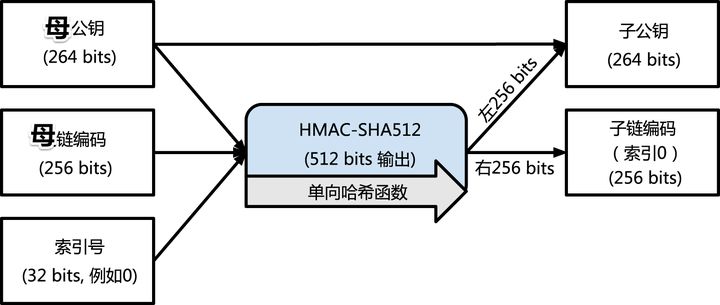 母公钥
(264 bits)
母链编码
(256 bits)
索引号
(32 bits, 例如0)
HMAC-SHA512
(512 bits 输出)
单向哈希函数
左256 bits
右256 bits
子公钥
(264 bits)
子链编码
（索引0）
(256 bits)